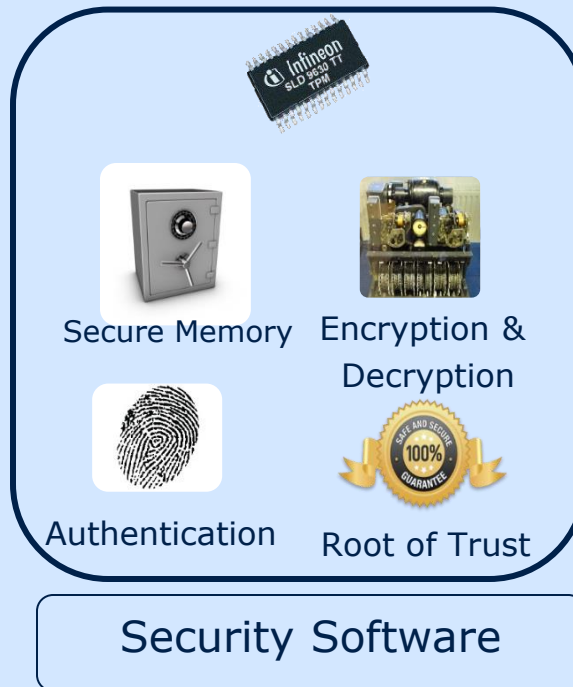 Infineon
SLD 9630 TT
TPM
Secure Memory
Encryption &
Decryption
SAFE AND SECURE
100%
GUARANTEE
Authentication
Root of Trust
Security Software